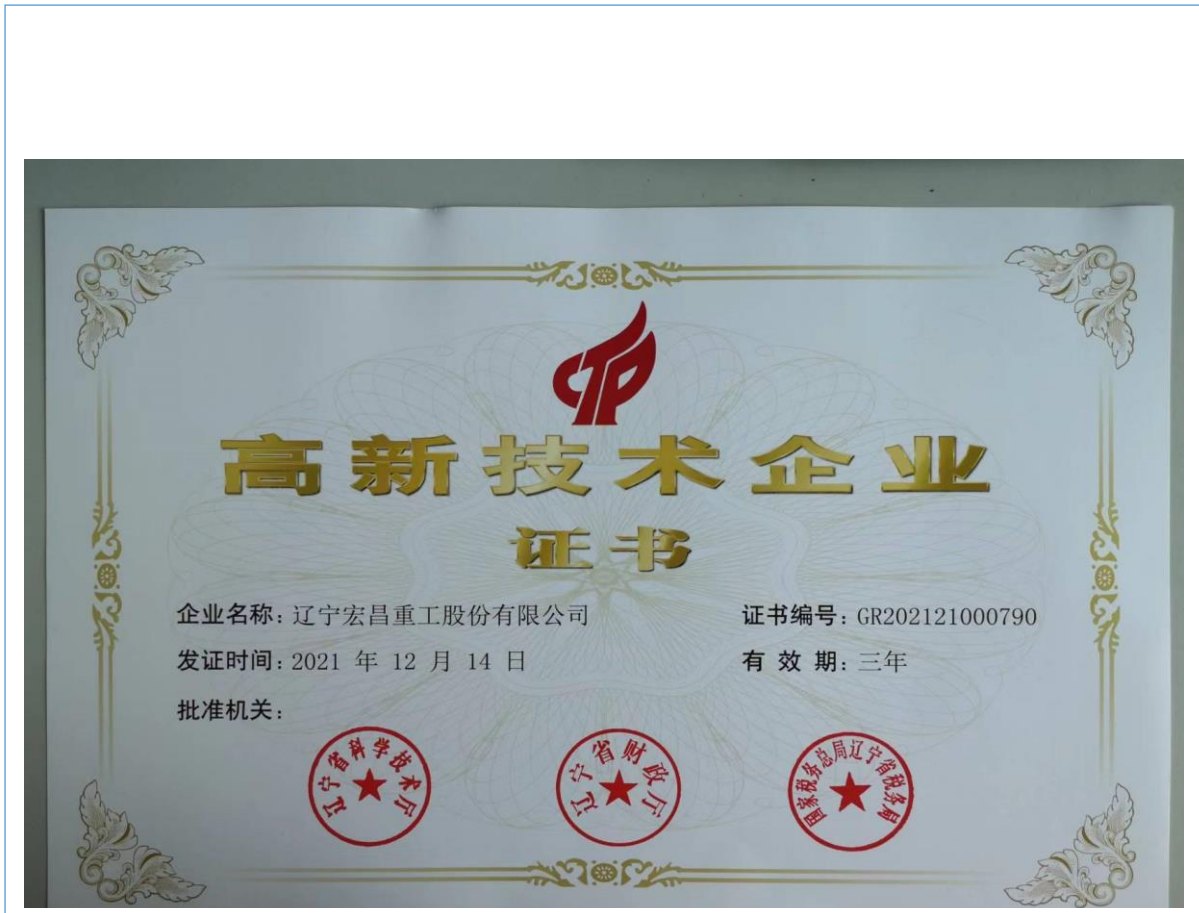 CTP
高新技术企业
证书
企业名称：辽宁宏昌重工股份有限公司
证书编号：GR202121000790
发证时间：2021 年 12 月 14 日
有 效 期：三年
批准机关：
辽宁省科学技术厅
辽宁省财政厅
国家税务总局辽宁省税务局